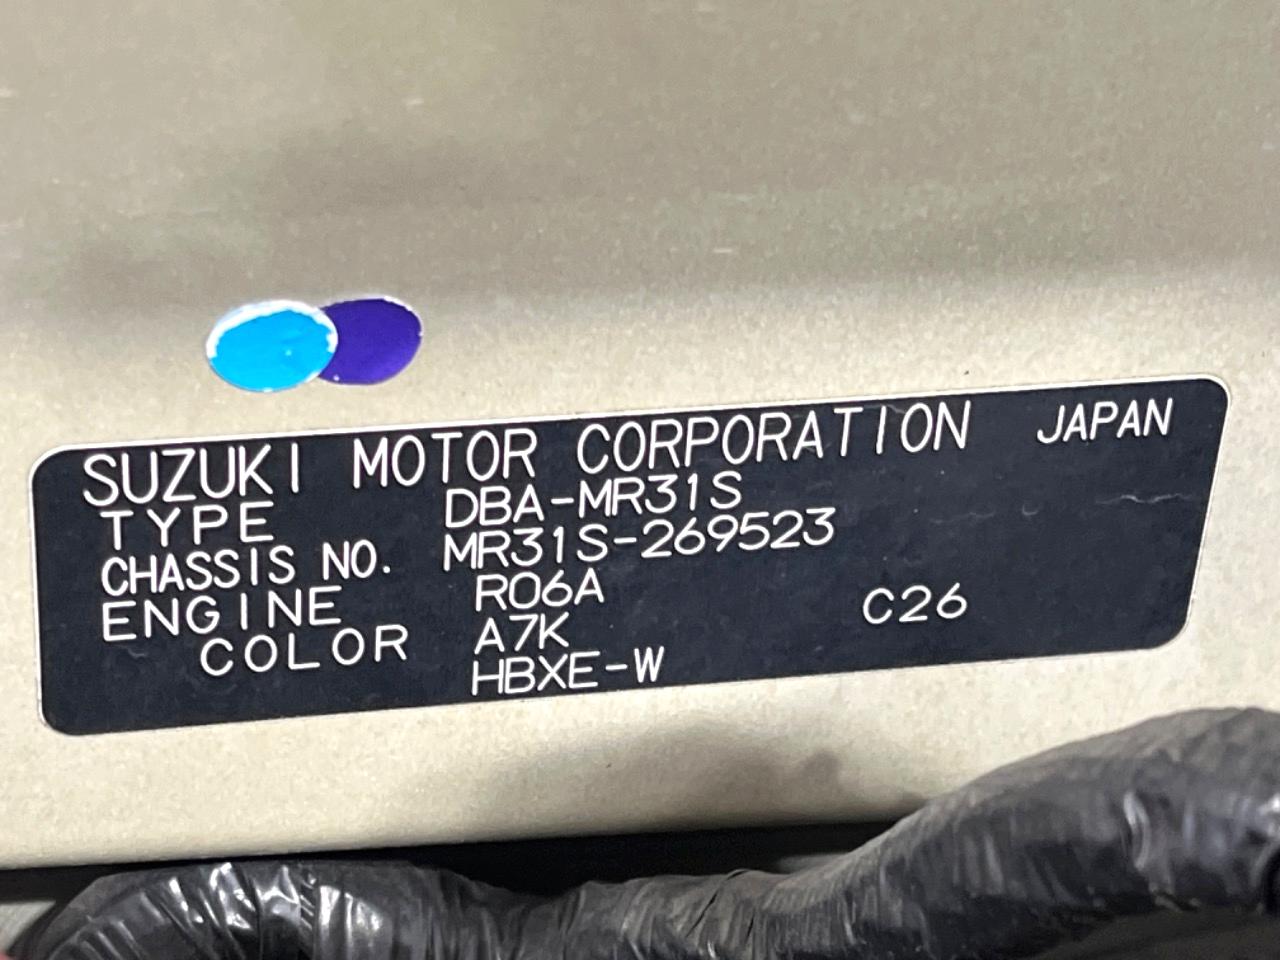 SUZUKI MOTOR CORPORATION JAPAN
TYPE DBA-MR31S
CHASSIS NO. MR31S-269523
ENGINE R06A
COLOR A7K C26
HBXE-W